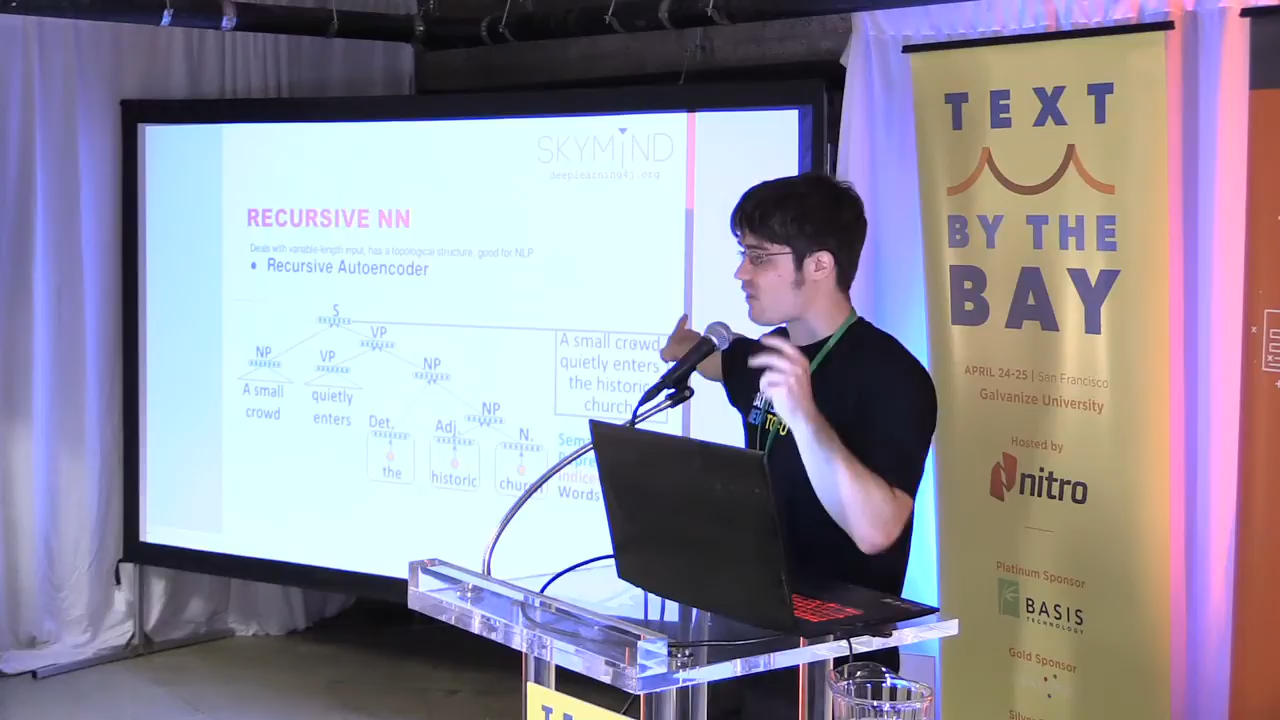 SKYMIND
deeplearning4j.org
RECURSIVE NN
Deals with variable-length input, has a topological structure, good for NLP
• Recursive Autoencoder
S
VP
NP
VP
NP
A small
crowd
quietly
enters
NP
Det.
Adj.
N.
the
historic
church
A small crowd
quietly enters
the historic
church
Words
TEXT
BY THE
BAY
APRIL 24-25 | San Francisco
Galvanize University
Hosted by
nitro
Platinum Sponsor
BASIS
TECHNOLOGY
Gold Sponsor